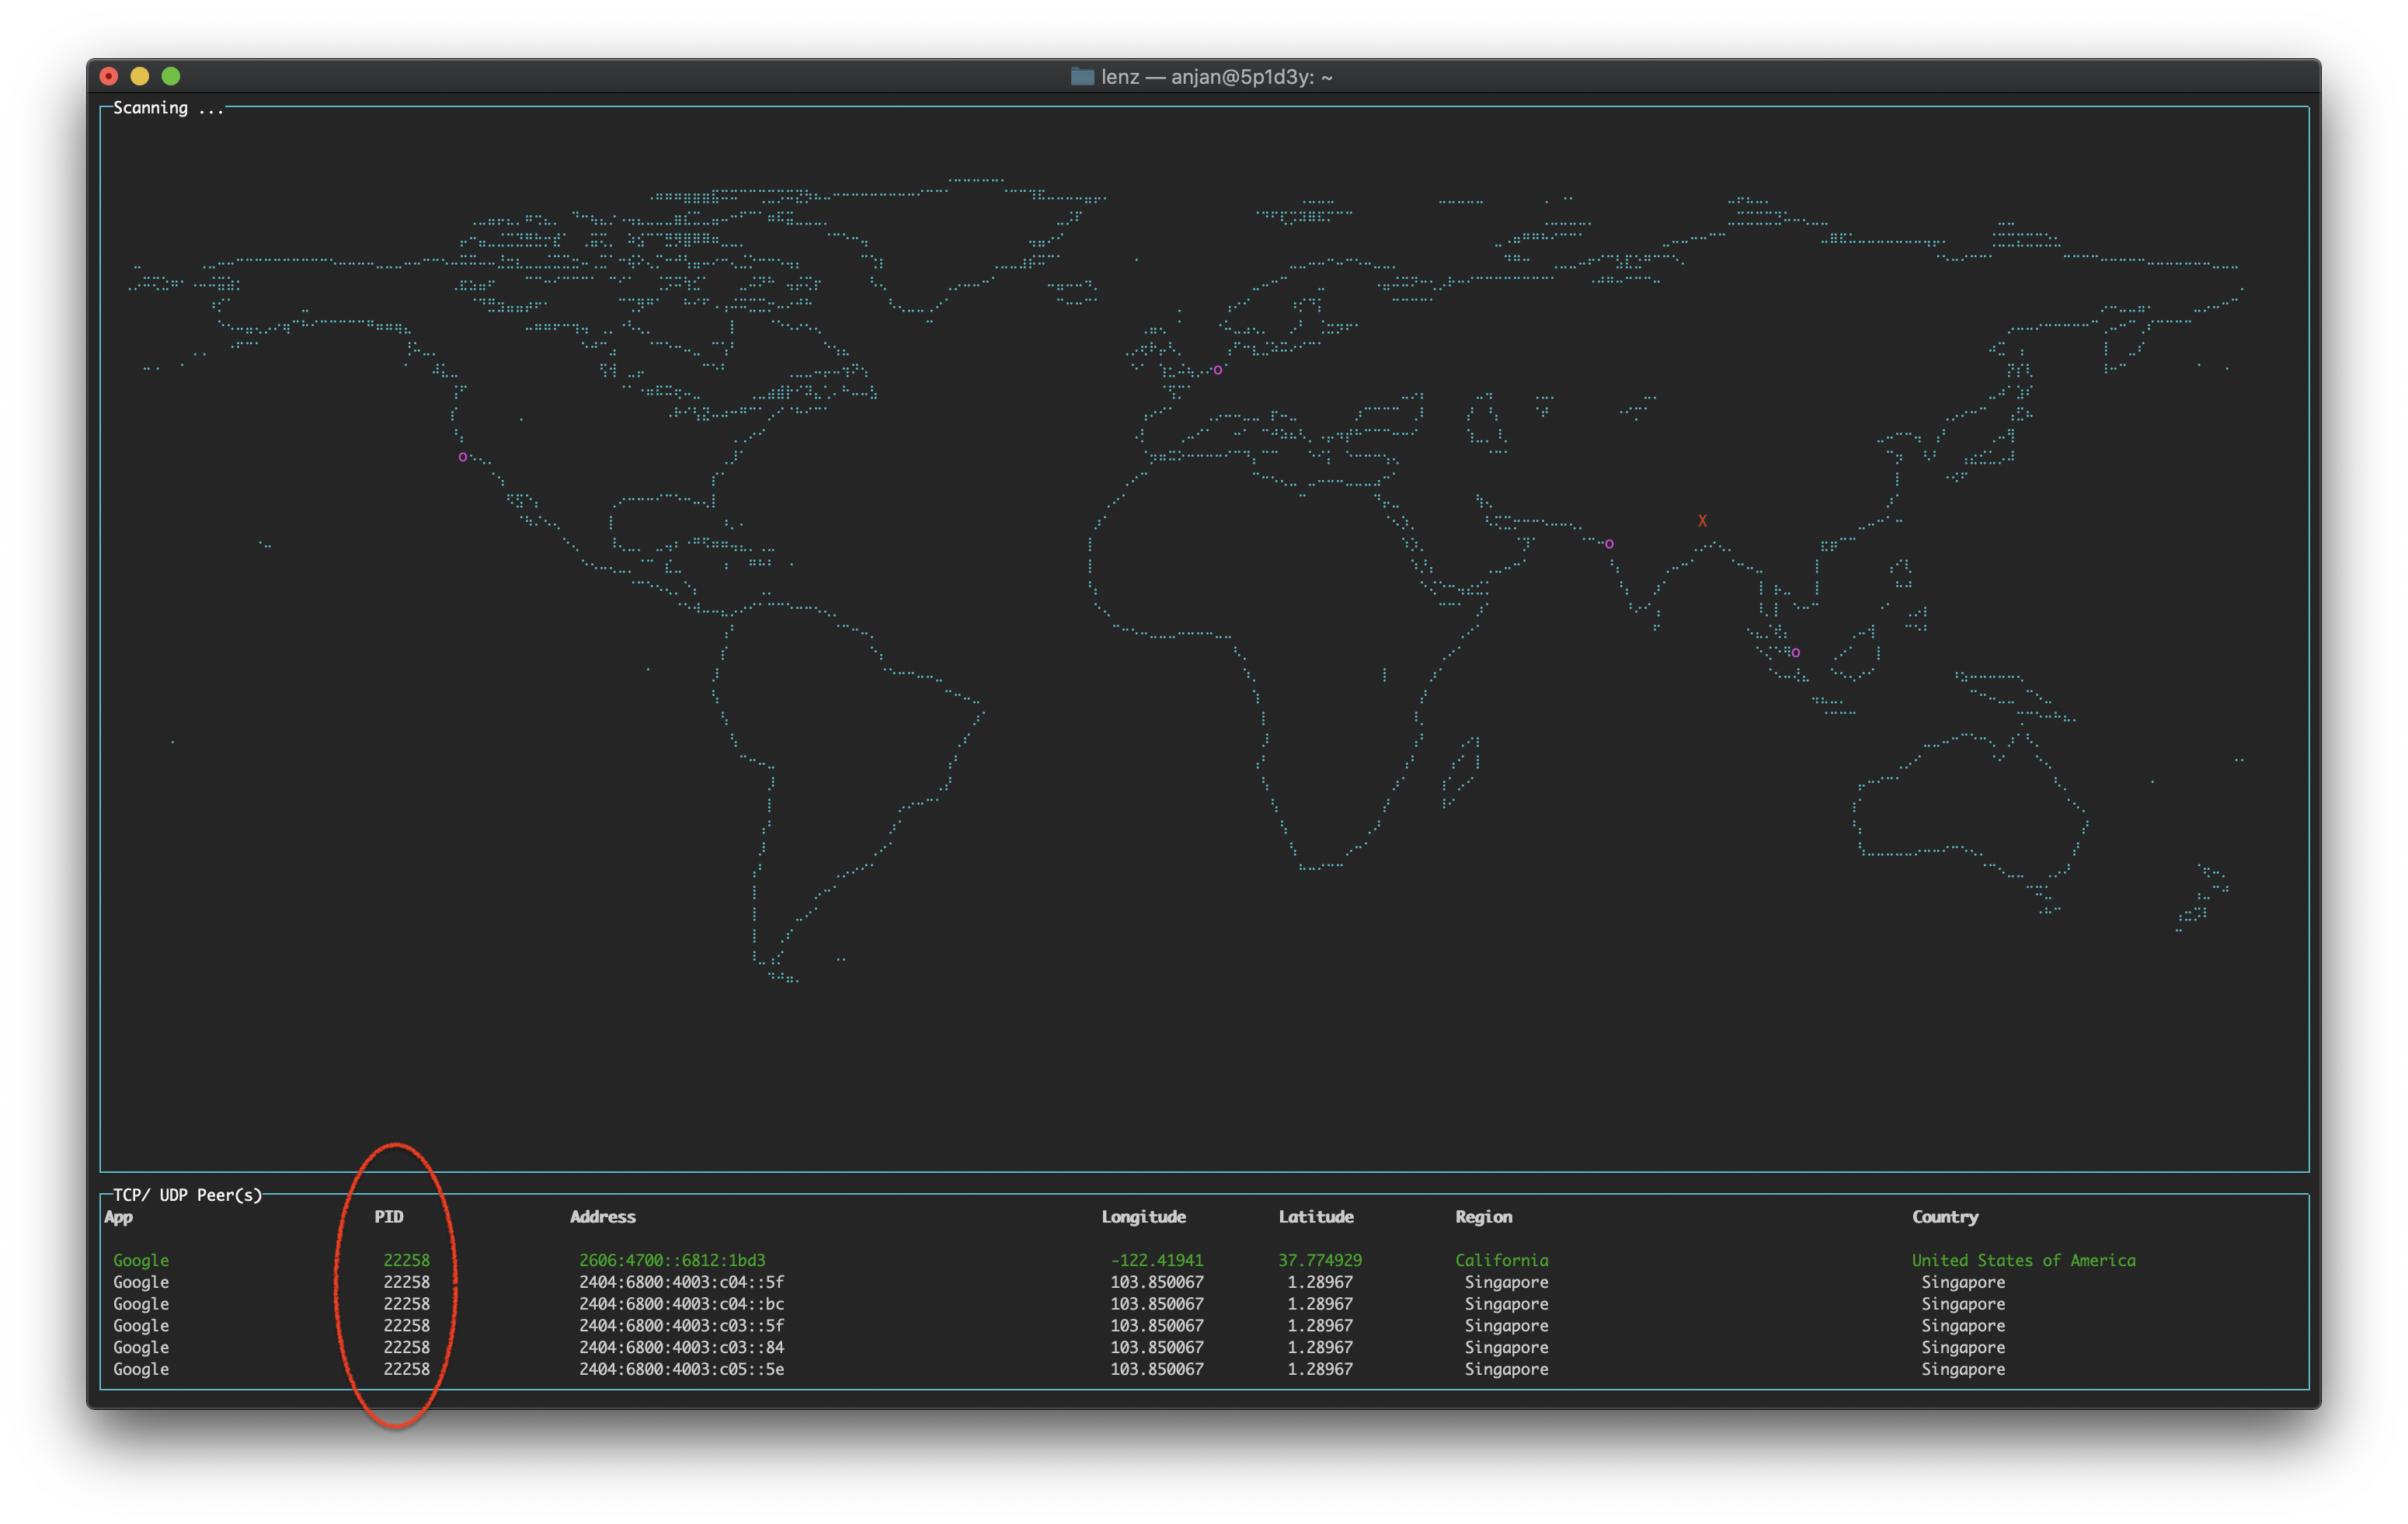 lenz — anjan@5p1d3y: ~
Scanning ...
X
TCP/ UDP Peer(s)
App PID Address Longitude Latitude Region Country
Google 22258 2606:4700::6812:1bd3 -122.41941 37.774929 California United States of America
Google 22258 2404:6800:4003:c04::5f 103.850067 1.28967 Singapore Singapore
Google 22258 2404:6800:4003:c04::bc 103.850067 1.28967 Singapore Singapore
Google 22258 2404:6800:4003:c03::5f 103.850067 1.28967 Singapore Singapore
Google 22258 2404:6800:4003:c03::84 103.850067 1.28967 Singapore Singapore
Google 22258 2404:6800:4003:c05::5e 103.850067 1.28967 Singapore Singapore